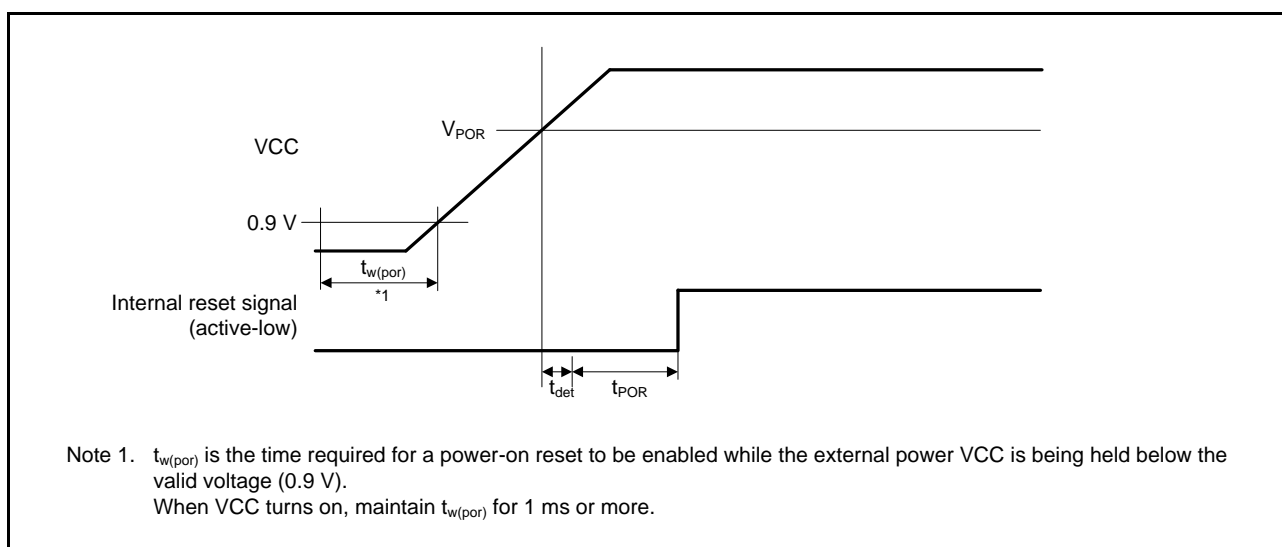 V_POR
VCC
0.9 V
t_w(por)
*1
Internal reset signal
(active-low)
t_det
t_POR
Note 1. t_w(por) is the time required for a power-on reset to be enabled while the external power VCC is being held below the
valid voltage (0.9 V).
When VCC turns on, maintain t_w(por) for 1 ms or more.